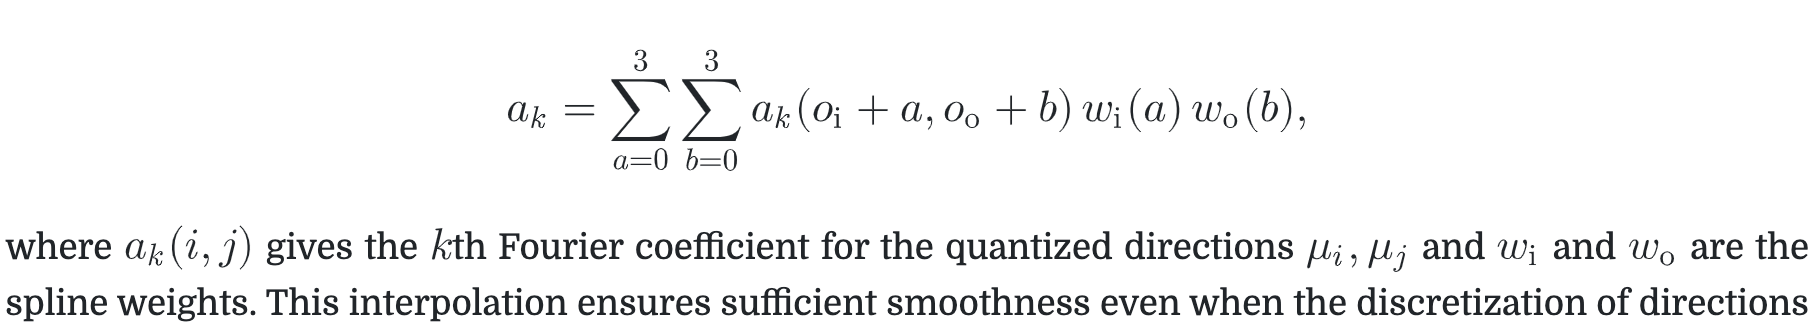 a_k = \sum_{a=0}^{3} \sum_{b=0}^{3} a_k(o_i + a, o_o + b) w_i(a) w_o(b),
where a_k(i, j) gives the kth Fourier coefficient for the quantized directions μ_i, μ_j and w_i and w_o are the
spline weights. This interpolation ensures sufficient smoothness even when the discretization of directions